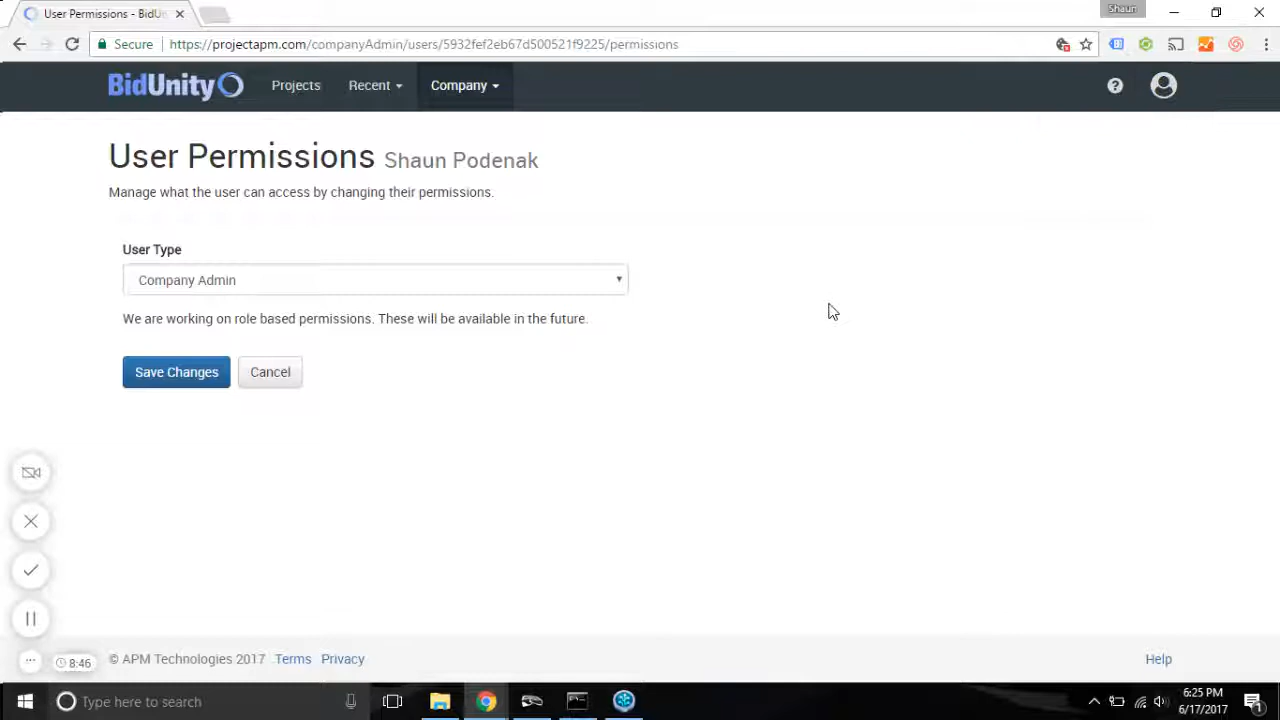 User Permissions - BidUn
Shaun
Secure
https://projectapm.com/companyAdmin/users/5932fef2eb67d500521f9225/permissions
BidUnity
Projects
Recent
Company
User Permissions Shaun Podenak
Manage what the user can access by changing their permissions.
User Type
Company Admin
We are working on role based permissions. These will be available in the future.
Save Changes
Cancel
8:46
© APM Technologies 2017
Terms
Privacy
Help
Type here to search
6:25 PM
6/17/2017
1